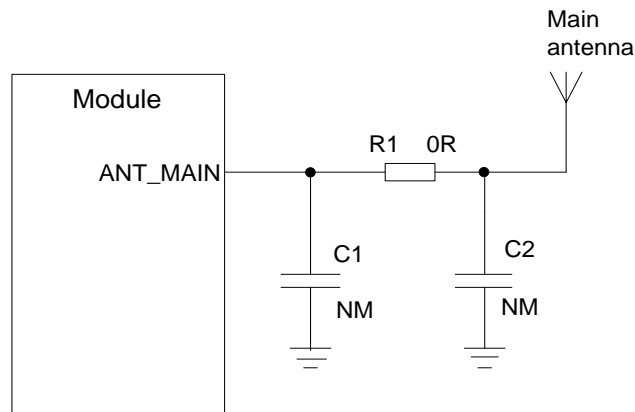 Main
antenna
Module
R1 0R
ANT_MAIN
C1
NM
C2
NM